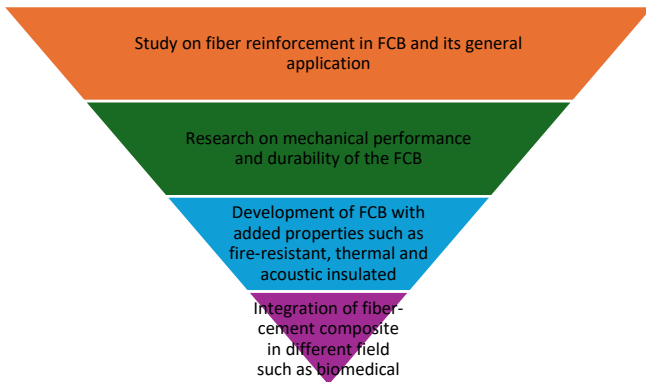 Study on fiber reinforcement in FCB and its general
application
Research on mechanical performance
and durability of the FCB
Development of FCB with
added properties such as
fire-resistant, thermal and
acoustic insulated
Integration of fiber-
cement composite
in different field
such as biomedical